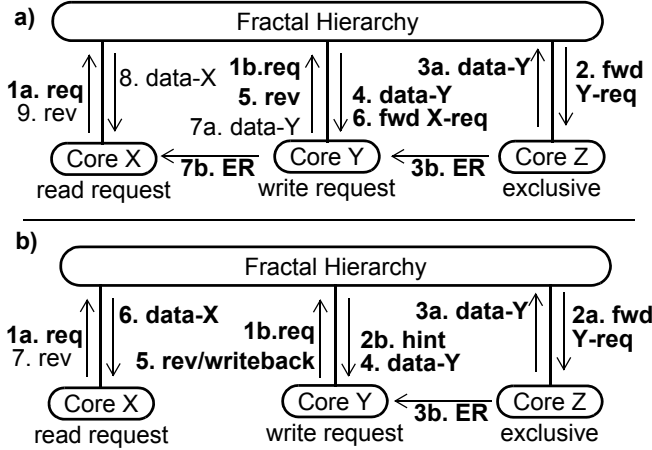 a)
Fractal Hierarchy
1a. req
9. rev
8. data-X
1b.req
5. rev
7a. data-Y
4. data-Y
6. fwd X-req
3a. data-Y
2. fwd
Y-req
Core X
7b. ER
Core Y
3b. ER
Core Z
read request
write request
exclusive
b)
Fractal Hierarchy
1a. req
7. rev
6. data-X
1b.req
5. rev/writeback
2b. hint
4. data-Y
3a. data-Y
2a. fwd
Y-req
Core X
Core Y
3b. ER
Core Z
read request
write request
exclusive